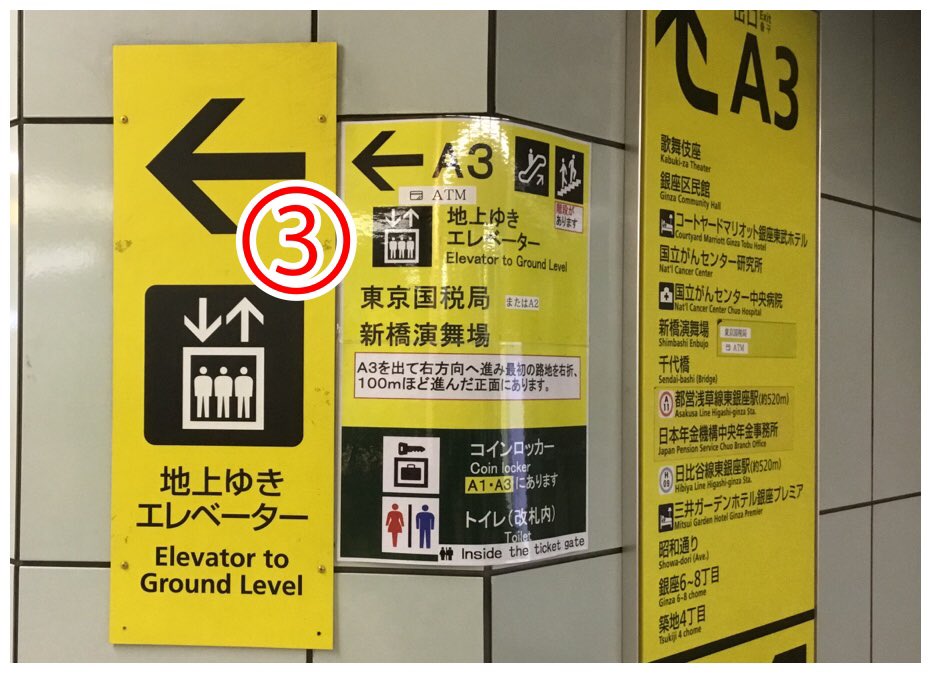 ③
地上ゆき
エレベーター
Elevator to
Ground Level
A3
ATM
階段が
あります
地上ゆき
エレベーター
Elevator to Ground Level
東京国税局 またはA2
新橋演舞場
A3を出て右方向へ進み最初の路地を右折、
100mほど進んだ正面にあります。
コインロッカー
Coin locker
A1・A3にあります
トイレ(改札内)
Toilet
Inside the ticket gate
出口 Exit
A3
歌舞伎座
Kabuki-za Theater
銀座区民館
Ginza Community Hall
コートヤードマリオット銀座東武ホテル
Courtyard Marriott Ginza Tobu Hotel
国立がんセンター研究所
Nat'l Cancer Center
国立がんセンター中央病院
Nat'l Cancer Center Chuo Hospital
新橋演舞場
Shimbashi Enbujo
東京国税局
ATM
千代橋
Sendai-bashi (Bridge)
A 11 都営浅草線東銀座駅(約520m)
Asakusa Line Higashi-ginza Sta.
日本年金機構中央年金事務所
Japan Pension Service Chuo Branch Office
H 09 日比谷線東銀座駅(約520m)
Hibiya Line Higashi-ginza Sta.
三井ガーデンホテル銀座プレミア
Mitsui Garden Hotel Ginza Premier
昭和通り
Showa-dori (Ave.)
銀座6~8丁目
Ginza 6-8 chome
築地4丁目
Tsukiji 4 chome